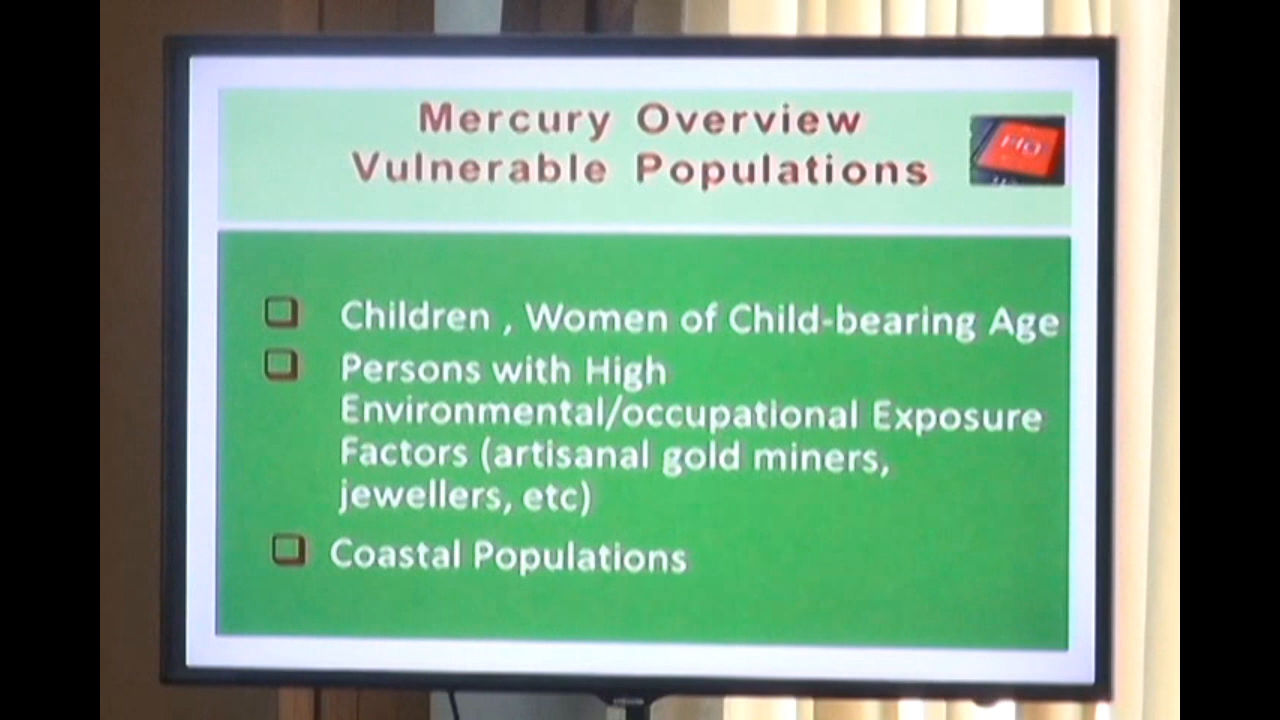 Mercury Overview
Vulnerable Populations
Hg
Children , Women of Child-bearing Age
Persons with High
Environmental/occupational Exposure
Factors (artisanal gold miners,
jewellers, etc)
Coastal Populations